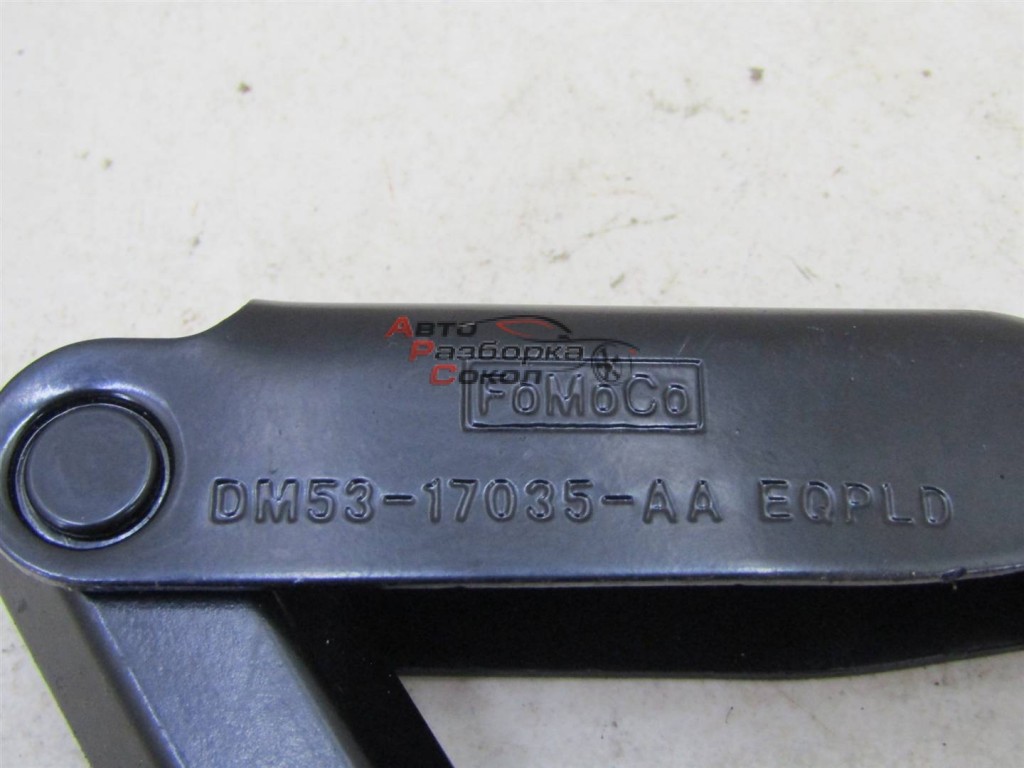 Авто
Разборка
Сокол
FoMoCo
DM53-17035-AA EQPLD